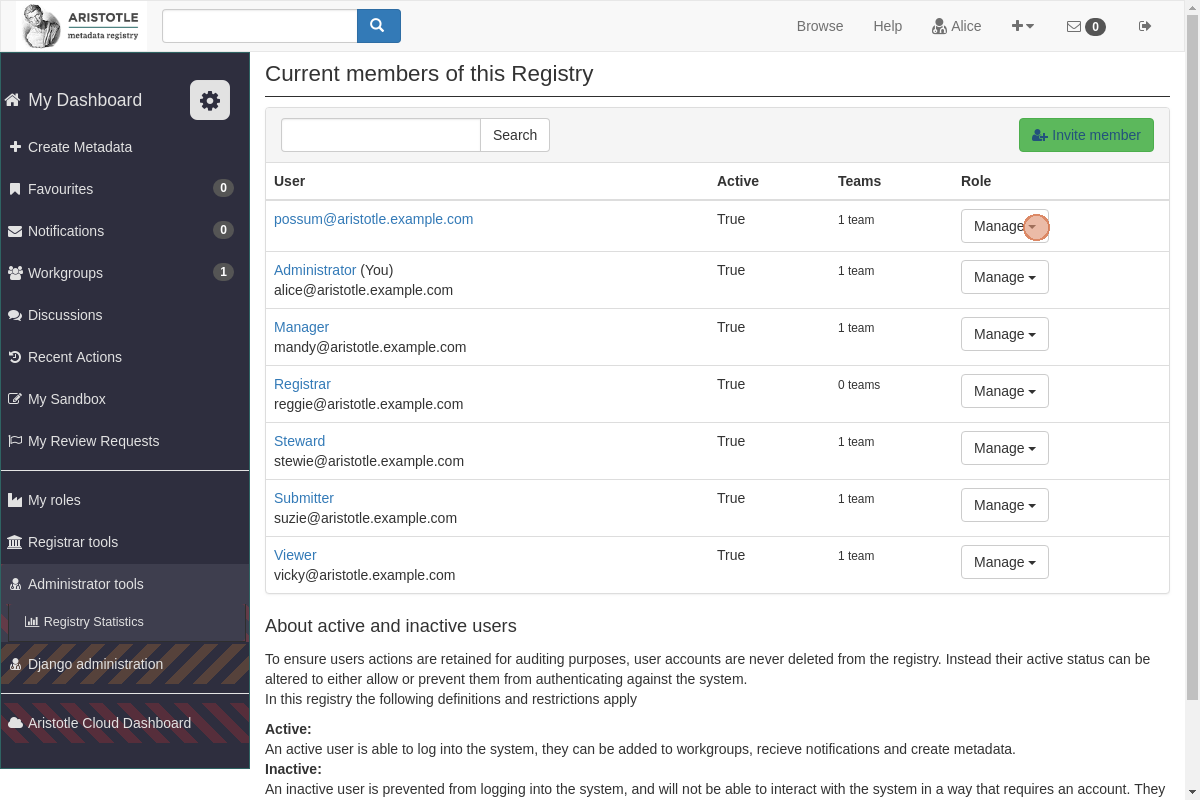 ARISTOTLE
metadata registry
Browse
Help
Alice
0
My Dashboard
Create Metadata
Favourites 0
Notifications 0
Workgroups 1
Discussions
Recent Actions
My Sandbox
My Review Requests
My roles
Registrar tools
Administrator tools
Registry Statistics
Django administration
Aristotle Cloud Dashboard
Current members of this Registry
Search
Invite member
User Active Teams Role
possum@aristotle.example.com True 1 team Manage
Administrator (You) True 1 team Manage
alice@aristotle.example.com
Manager True 1 team Manage
mandy@aristotle.example.com
Registrar True 0 teams Manage
reggie@aristotle.example.com
Steward True 1 team Manage
stewie@aristotle.example.com
Submitter True 1 team Manage
suzie@aristotle.example.com
Viewer True 1 team Manage
vicky@aristotle.example.com
About active and inactive users
To ensure users actions are retained for auditing purposes, user accounts are never deleted from the registry. Instead their active status can be
altered to either allow or prevent them from authenticating against the system.
In this registry the following definitions and restrictions apply
Active:
An active user is able to log into the system, they can be added to workgroups, recieve notifications and create metadata.
Inactive:
An inactive user is prevented from logging into the system, and will not be able to interact with the system in a way that requires an account. They